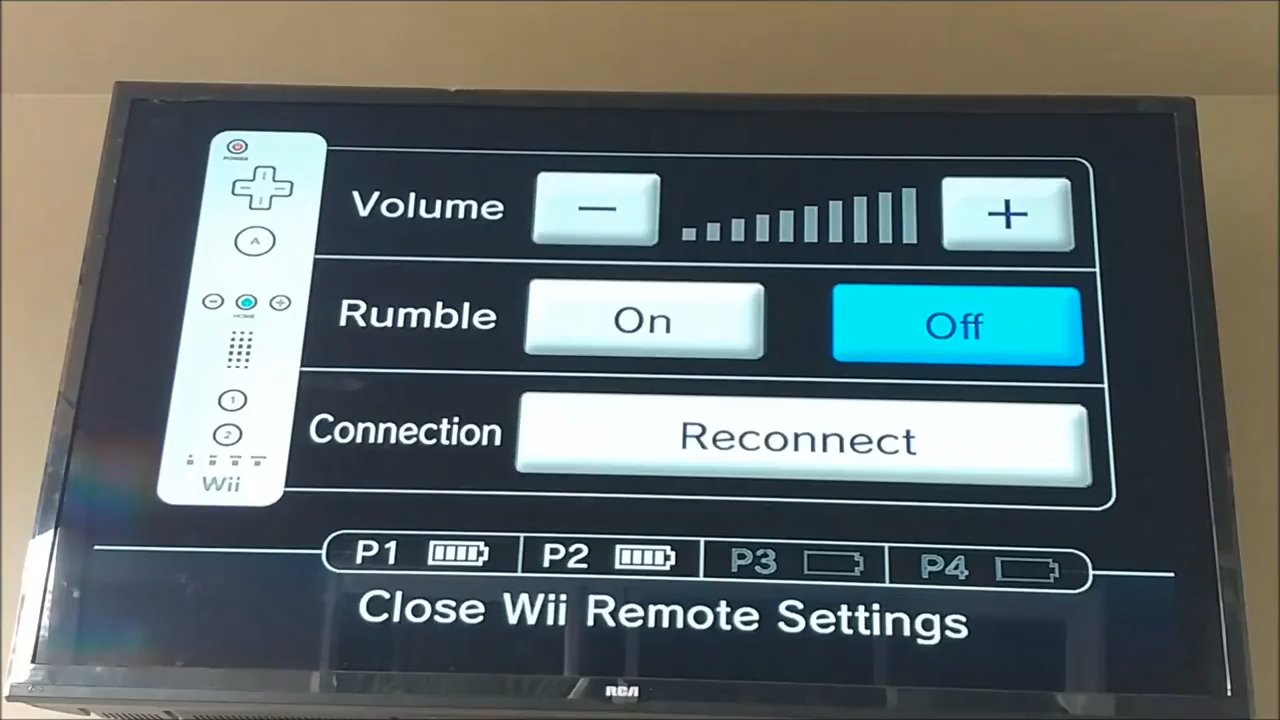 POWER
A
HOME
1
2
Wii
Volume
− +
Rumble On Off
Connection Reconnect
P1 P2 P3 P4
Close Wii Remote Settings
RCA